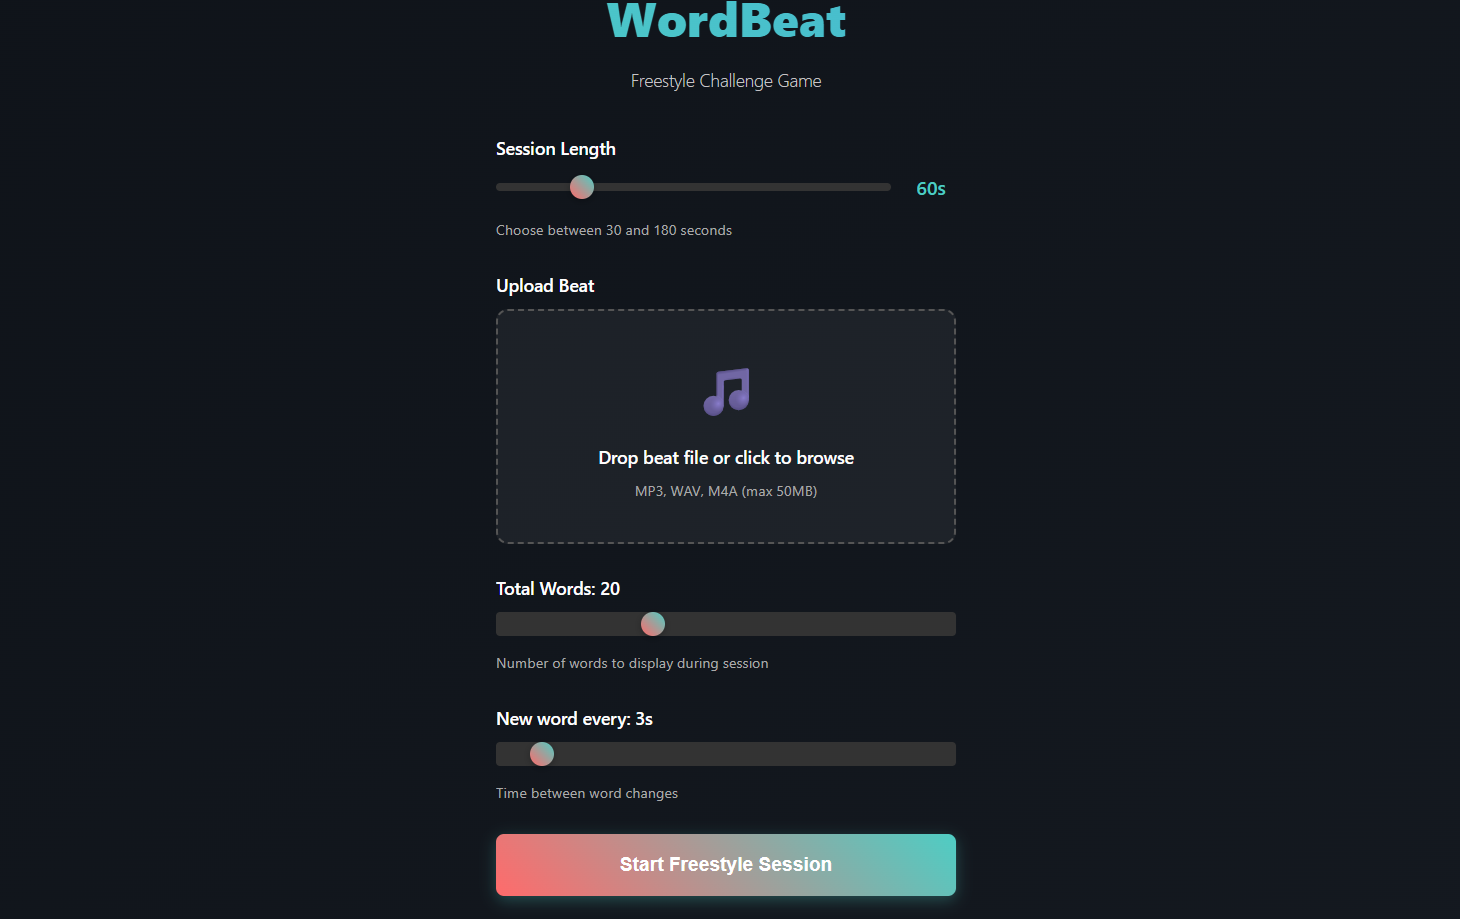 WordBeat
Freestyle Challenge Game
Session Length
60s
Choose between 30 and 180 seconds
Upload Beat
Drop beat file or click to browse
MP3, WAV, M4A (max 50MB)
Total Words: 20
Number of words to display during session
New word every: 3s
Time between word changes
Start Freestyle Session